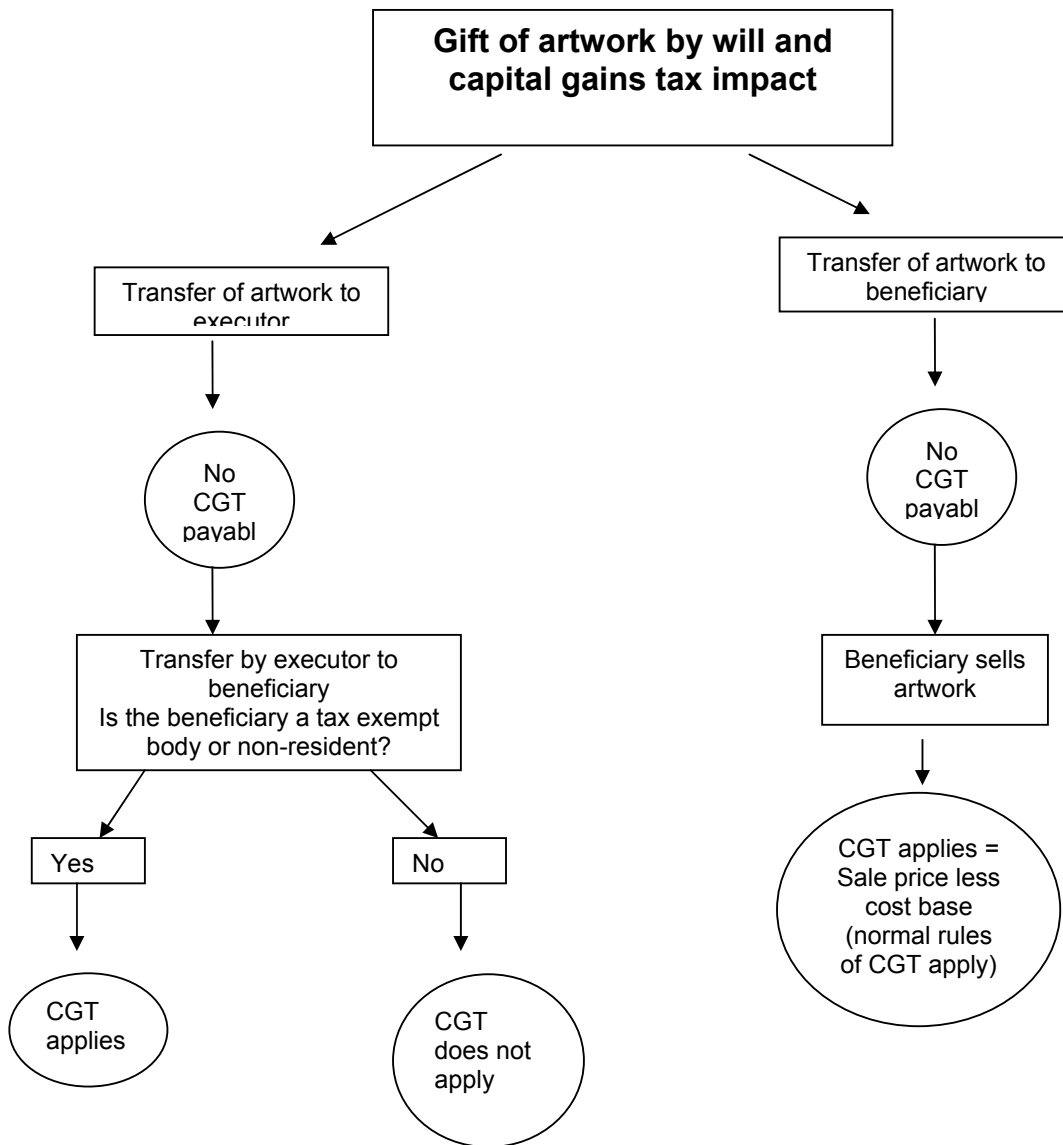 Gift of artwork by will and
capital gains tax impact
Transfer of artwork to
executor
Transfer of artwork to
beneficiary
No
CGT
payabl
No
CGT
payabl
Transfer by executor to
beneficiary
Is the beneficiary a tax exempt
body or non-resident?
Beneficiary sells
artwork
Yes
No
CGT applies =
Sale price less
cost base
(normal rules
of CGT apply)
CGT
applies
CGT
does not
apply